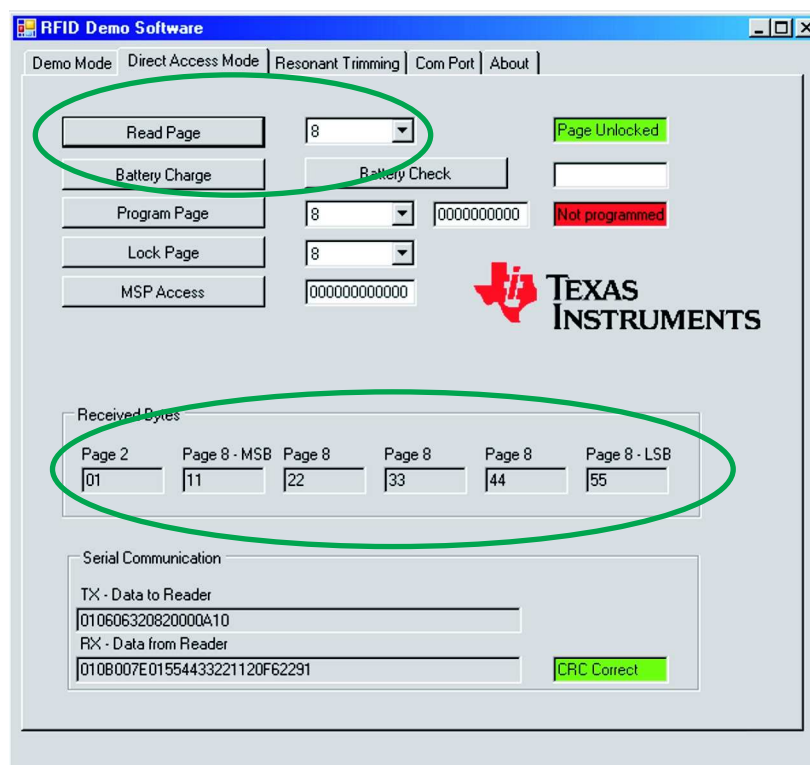 RFID Demo Software
Demo Mode Direct Access Mode Resonant Trimming Com Port About
Read Page 8 Page Unlocked
Battery Charge Battery Check
Program Page 8 0000000000 Not programmed
Lock Page 8
MSP Access 000000000000
TEXAS
INSTRUMENTS
Received Bytes
Page 2 Page 8 - MSB Page 8 Page 8 Page 8 Page 8 - LSB
01 11 22 33 44 55
Serial Communication
TX - Data to Reader
010606320820000A10
RX - Data from Reader
010B007E01554433221120F62291 CRC Correct